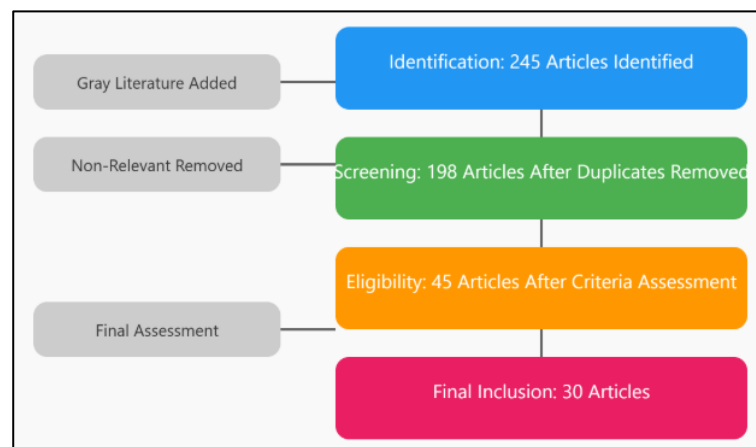 Identification: 245 Articles Identified
Gray Literature Added
Screening: 198 Articles After Duplicates Removed
Non-Relevant Removed
Eligibility: 45 Articles After Criteria Assessment
Final Assessment
Final Inclusion: 30 Articles